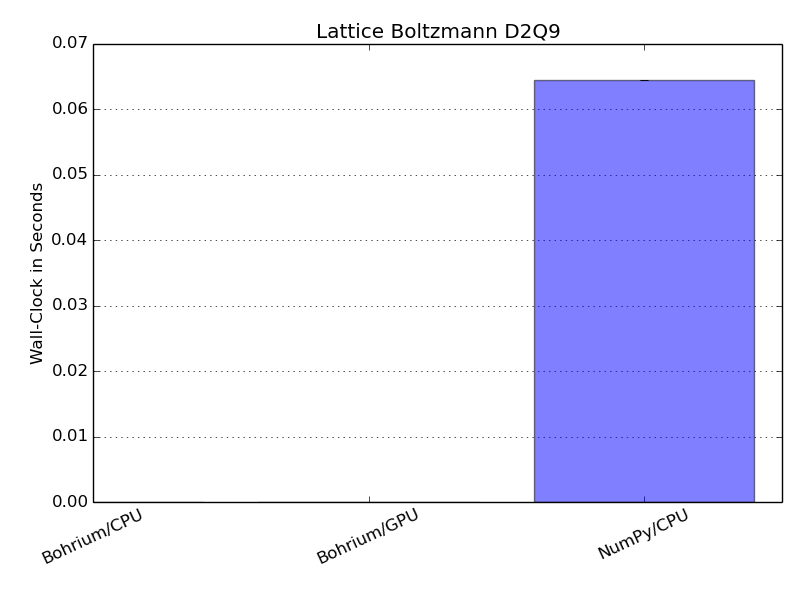 Lattice Boltzmann D2Q9
Wall-Clock in Seconds
0.07
0.06
0.05
0.04
0.03
0.02
0.01
0.00
Bohrium/CPU
Bohrium/GPU
NumPy/CPU